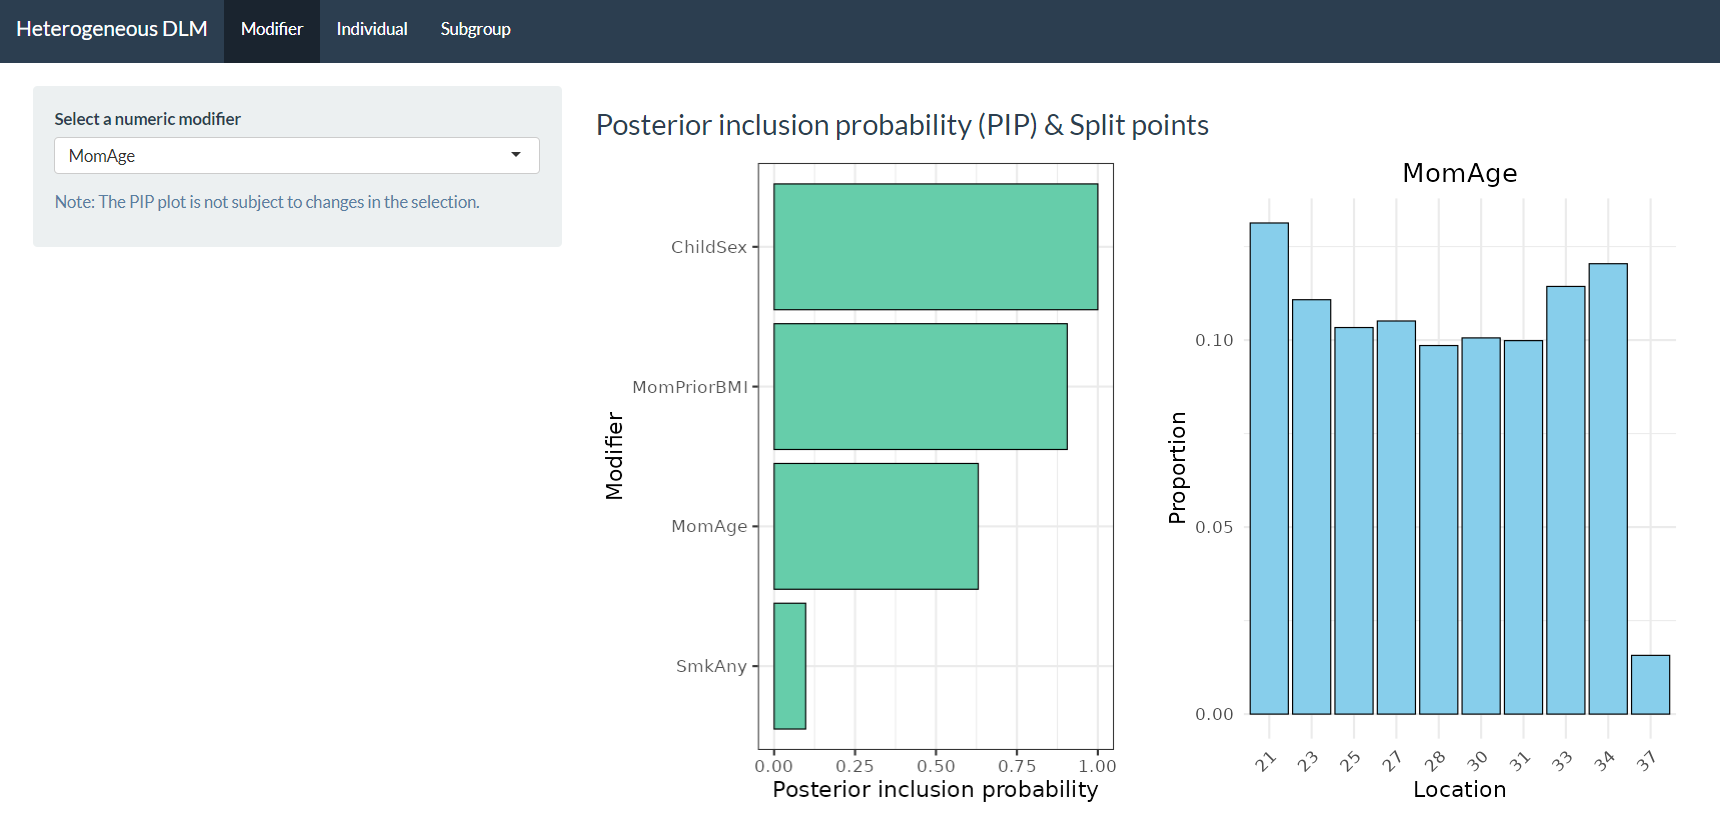 Heterogeneous DLM Modifier Individual Subgroup
Select a numeric modifier
MomAge
Note: The PIP plot is not subject to changes in the selection.
Posterior inclusion probability (PIP) & Split points
Modifier
ChildSex
MomPriorBMI
MomAge
SmkAny
0.00 0.25 0.50 0.75 1.00
Posterior inclusion probability
MomAge
Proportion
0.10
0.05
0.00
21 23 25 27 28 30 31 33 34 37
Location